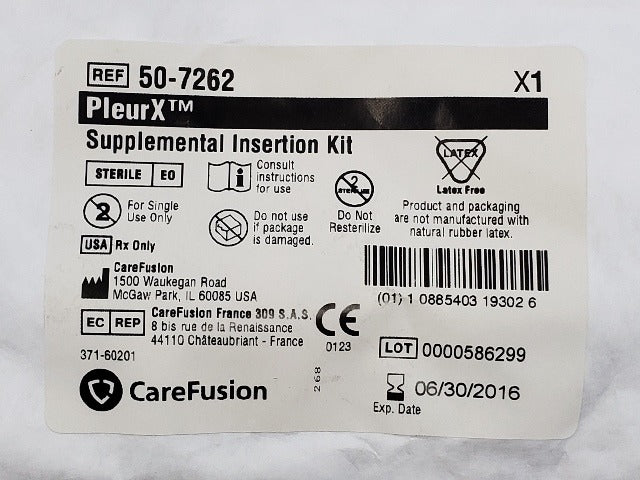 REF 50-7262 X1
PleurX™
Supplemental Insertion Kit
STERILE EO
Consult
instructions
for use
2
STERILIZE
Do Not
Resterilize
LATEX
Latex Free
2
For Single
Use Only
Do not use
if package
is damaged.
Product and packaging
are not manufactured with
natural rubber latex.
USA Rx Only
CareFusion
1500 Waukegan Road
McGaw Park, IL 60085 USA
(01) 1 0885403 19302 6
EC REP
CareFusion France 309 S.A.S.
8 bis rue de la Renaissance
44110 Châteaubriant - France
CE
0123
371-60201
268
LOT 0000586299
CareFusion
06/30/2016
Exp. Date